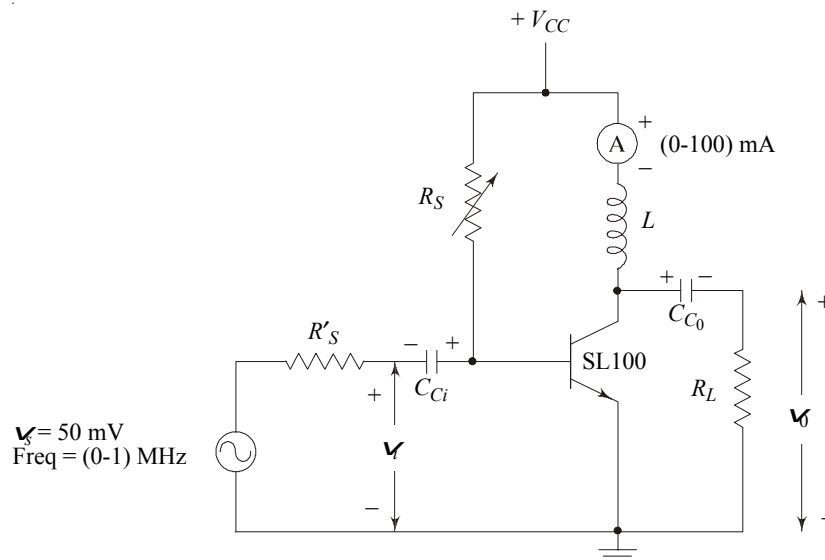 + V_CC
+
A
(0-100) mA
−
R_S
L
+ −
C_C0
+
R'_S
− +
C_Ci
SL100
+
R_L
v_s = 50 mV
Freq = (0-1) MHz
v_i
v_0
−
−